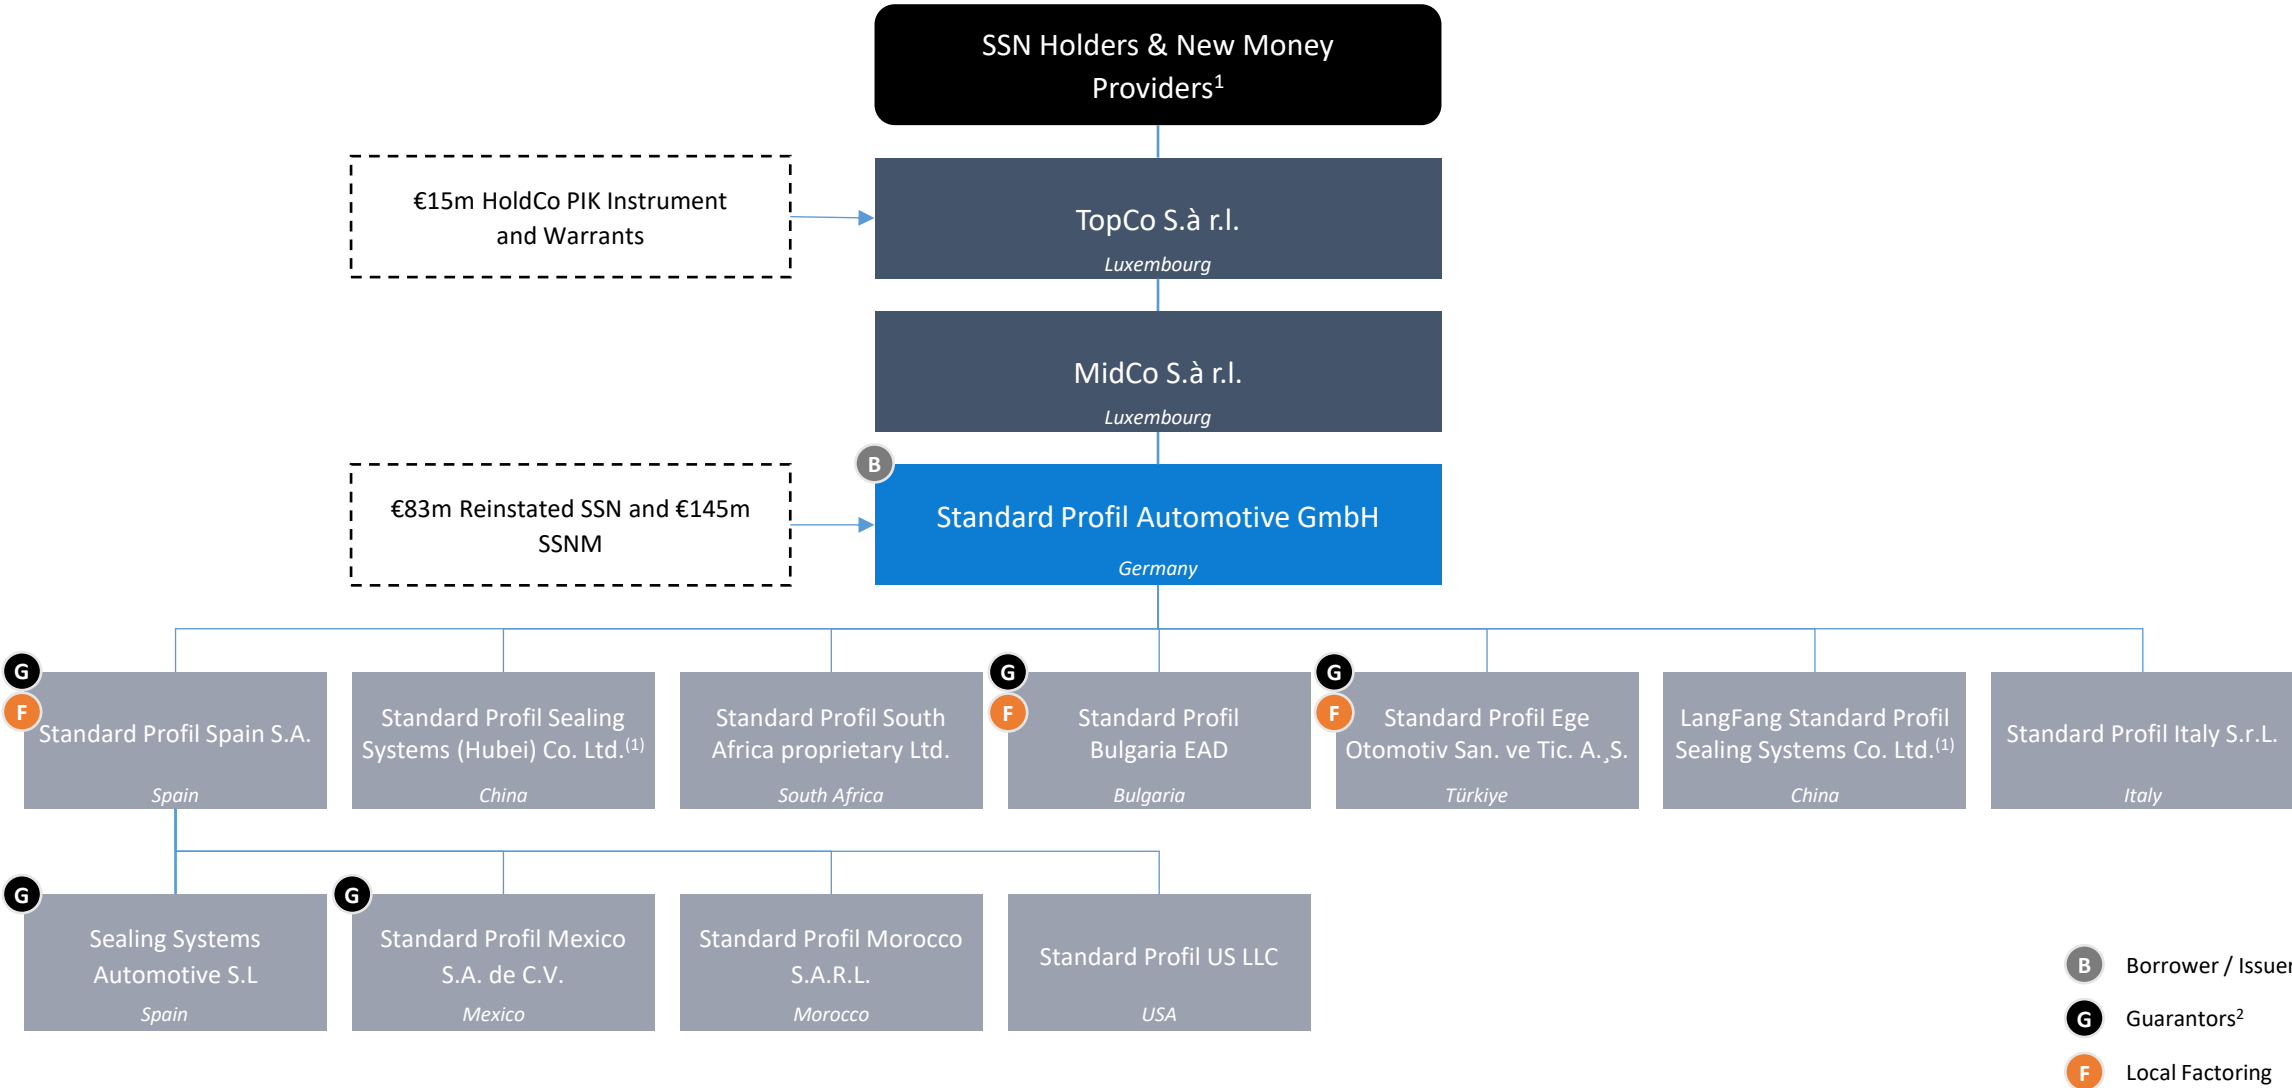 SSN Holders & New Money
Providers1
€15m HoldCo PIK Instrument
and Warrants
TopCo S.à r.l.
Luxembourg
MidCo S.à r.l.
Luxembourg
B
€83m Reinstated SSN and €145m
SSNM
Standard Profil Automotive GmbH
Germany
G
F
Standard Profil Spain S.A.
Spain
Standard Profil Sealing
Systems (Hubei) Co. Ltd.(1)
China
Standard Profil South
Africa proprietary Ltd.
South Africa
G
F
Standard Profil
Bulgaria EAD
Bulgaria
G
F
Standard Profil Ege
Otomotiv San. ve Tic. A.¸S.
Türkiye
LangFang Standard Profil
Sealing Systems Co. Ltd.(1)
China
Standard Profil Italy S.r.L.
Italy
G
Sealing Systems
Automotive S.L
Spain
G
Standard Profil Mexico
S.A. de C.V.
Mexico
Standard Profil Morocco
S.A.R.L.
Morocco
Standard Profil US LLC
USA
B Borrower / Issuer
G Guarantors2
F Local Factoring